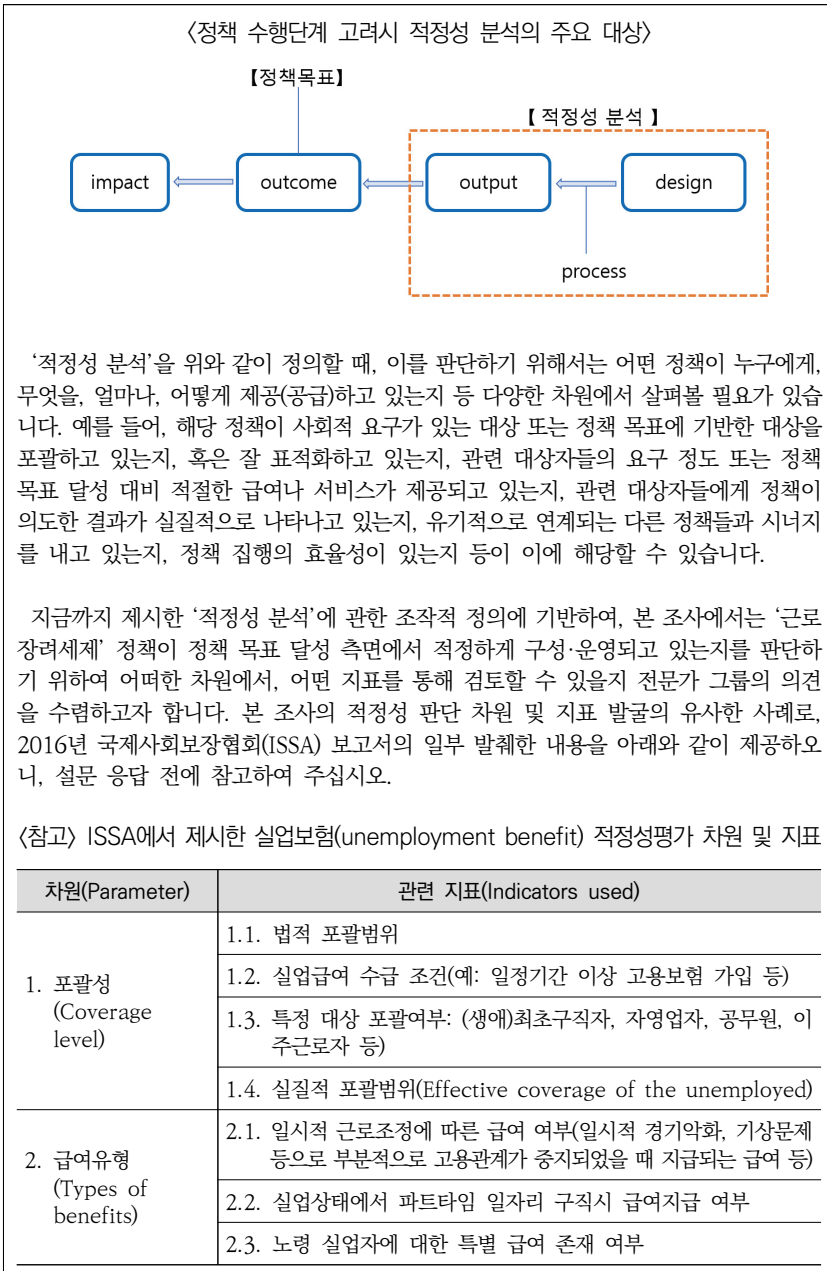 〈정책 수행단계 고려시 적정성 분석의 주요 대상〉
【정책목표】
【 적정성 분석 】
impact
outcome
output
design
process
‘적정성 분석’을 위와 같이 정의할 때, 이를 판단하기 위해서는 어떤 정책이 누구에게,
무엇을, 얼마나, 어떻게 제공(공급)하고 있는지 등 다양한 차원에서 살펴볼 필요가 있습
니다. 예를 들어, 해당 정책이 사회적 요구가 있는 대상 또는 정책 목표에 기반한 대상을
포괄하고 있는지, 혹은 잘 표적화하고 있는지, 관련 대상자들의 요구 정도 또는 정책
목표 달성 대비 적절한 급여나 서비스가 제공되고 있는지, 관련 대상자들에게 정책이
의도한 결과가 실질적으로 나타나고 있는지, 유기적으로 연계되는 다른 정책들과 시너지
를 내고 있는지, 정책 집행의 효율성이 있는지 등이 이에 해당할 수 있습니다.
지금까지 제시한 ‘적정성 분석’에 관한 조작적 정의에 기반하여, 본 조사에서는 ‘근로
장려세제’ 정책이 정책 목표 달성 측면에서 적정하게 구성·운영되고 있는지를 판단하
기 위하여 어떠한 차원에서, 어떤 지표를 통해 검토할 수 있을지 전문가 그룹의 의견
을 수렴하고자 합니다. 본 조사의 적정성 판단 차원 및 지표 발굴의 유사한 사례로,
2016년 국제사회보장협회(ISSA) 보고서의 일부 발췌한 내용을 아래와 같이 제공하오
니, 설문 응답 전에 참고하여 주십시오.
〈참고〉 ISSA에서 제시한 실업보험(unemployment benefit) 적정성평가 차원 및 지표
차원(Parameter)
관련 지표(Indicators used)
1. 포괄성
(Coverage
level)
1.1. 법적 포괄범위
1.2. 실업급여 수급 조건(예: 일정기간 이상 고용보험 가입 등)
1.3. 특정 대상 포괄여부: (생애)최초구직자, 자영업자, 공무원, 이
주근로자 등)
1.4. 실질적 포괄범위(Effective coverage of the unemployed)
2. 급여유형
(Types of
benefits)
2.1. 일시적 근로조정에 따른 급여 여부(일시적 경기악화, 기상문제
등으로 부분적으로 고용관계가 중지되었을 때 지급되는 급여 등)
2.2. 실업상태에서 파트타임 일자리 구직시 급여지급 여부
2.3. 노령 실업자에 대한 특별 급여 존재 여부